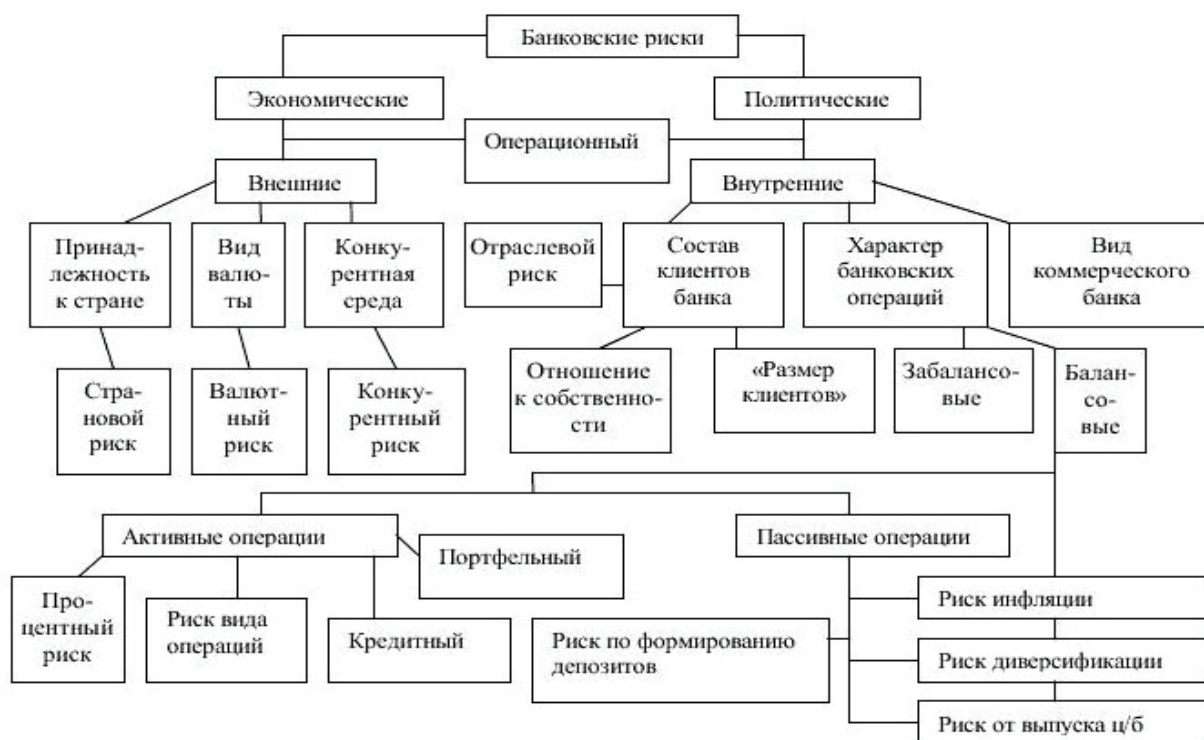 Банковские риски
Экономические
Политические
Операционный
Внешние
Внутренние
Принад-
лежность
к стране
Вид
валю-
ты
Конку-
рентная
среда
Отраслевой
риск
Состав
клиентов
банка
Характер
банковских
операций
Вид
коммерческого
банка
Стра-
новой
риск
Валют-
ный
риск
Конку-
рентный риск
Отношение
к собственно-
сти
«Размер
клиентов»
Забалансо-
вые
Балан-
со-
вые
Активные операции
Портфельный
Пассивные операции
Про-
центный
риск
Риск вида
операций
Кредитный
Риск по формированию
депозитов
Риск инфляции
Риск диверсификации
Риск от выпуска ц/б